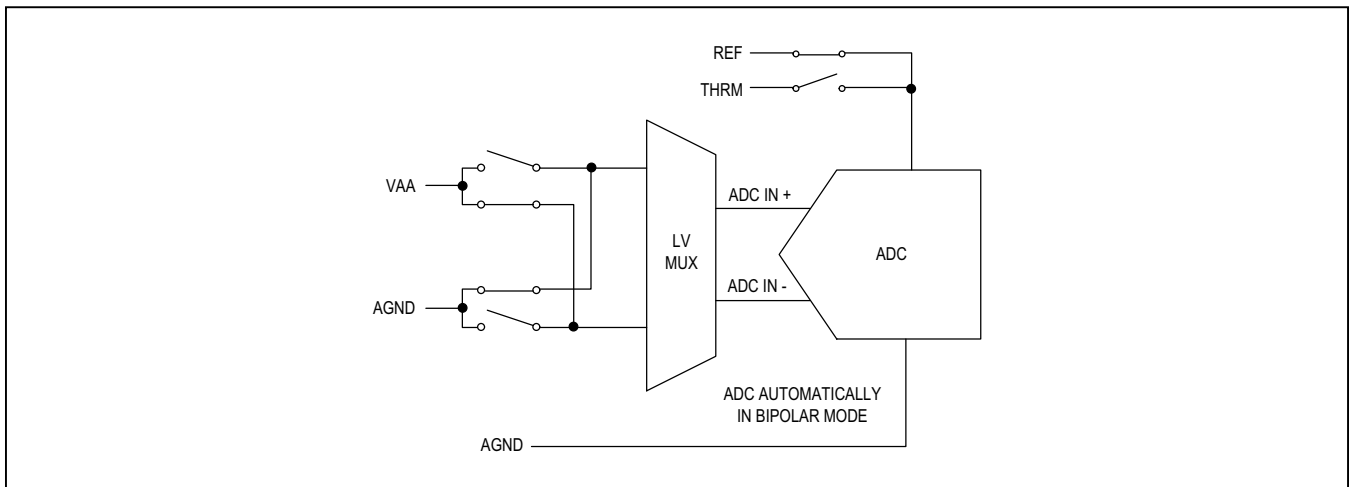 REF
THRM
VAA
AGND
LV
MUX
ADC IN +
ADC IN -
ADC
ADC AUTOMATICALLY
IN BIPOLAR MODE
AGND